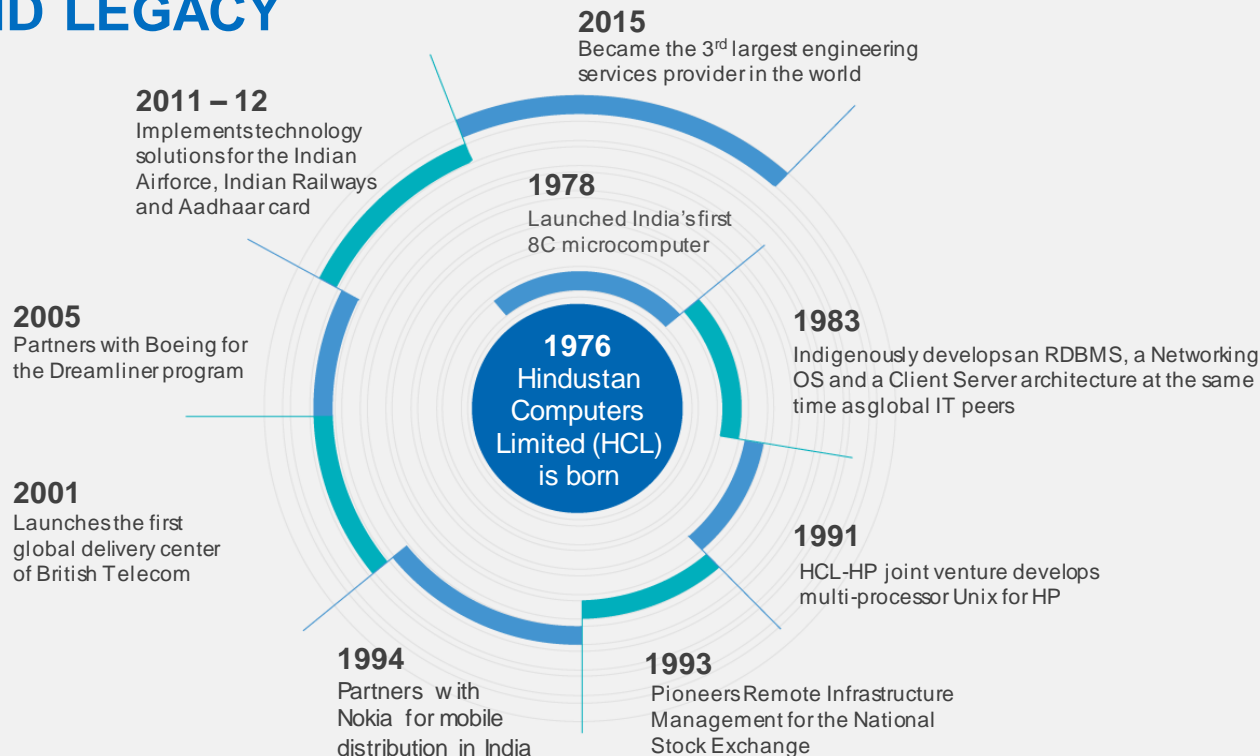 ND LEGACY
1976
Hindustan
Computers
Limited (HCL)
is born
1978
Launched India's first
8C microcomputer
1983
Indigenously develops an RDBMS, a Networking
OS and a Client Server architecture at the same
time as global IT peers
1991
HCL-HP joint venture develops
multi-processor Unix for HP
1993
Pioneers Remote Infrastructure
Management for the National
Stock Exchange
1994
Partners with
Nokia for mobile
distribution in India
2001
Launches the first
global delivery center
of British Telecom
2005
Partners with Boeing for
the Dreamliner program
2011 – 12
Implements technology
solutions for the Indian
Airforce, Indian Railways
and Aadhaar card
2015
Became the 3rd largest engineering
services provider in the world